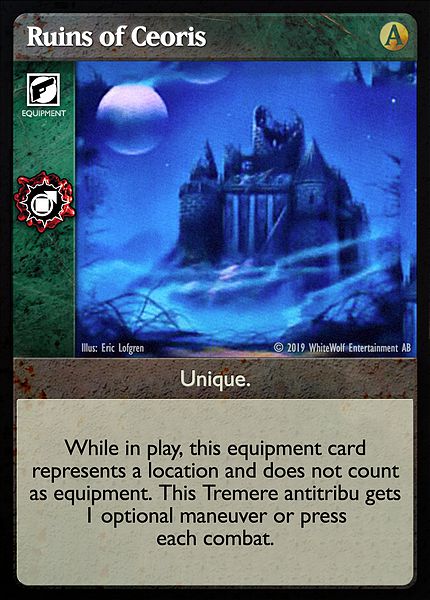 Ruins of Ceoris
A
EQUIPMENT
Illus: Eric Lofgren
© 2019 WhiteWolf Entertainment AB
Unique.
While in play, this equipment card
represents a location and does not count
as equipment. This Tremere antitribu gets
1 optional maneuver or press
each combat.